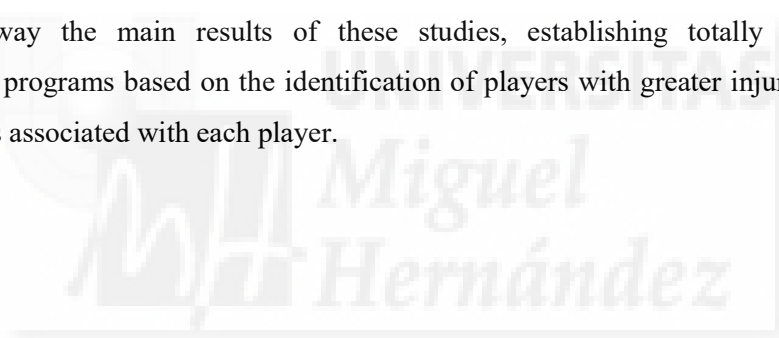 way the main results of these studies, establishing totally
UNIVERSITAS
programs based on the identification of players with greater
associated with each player.
Miguel
Hernández